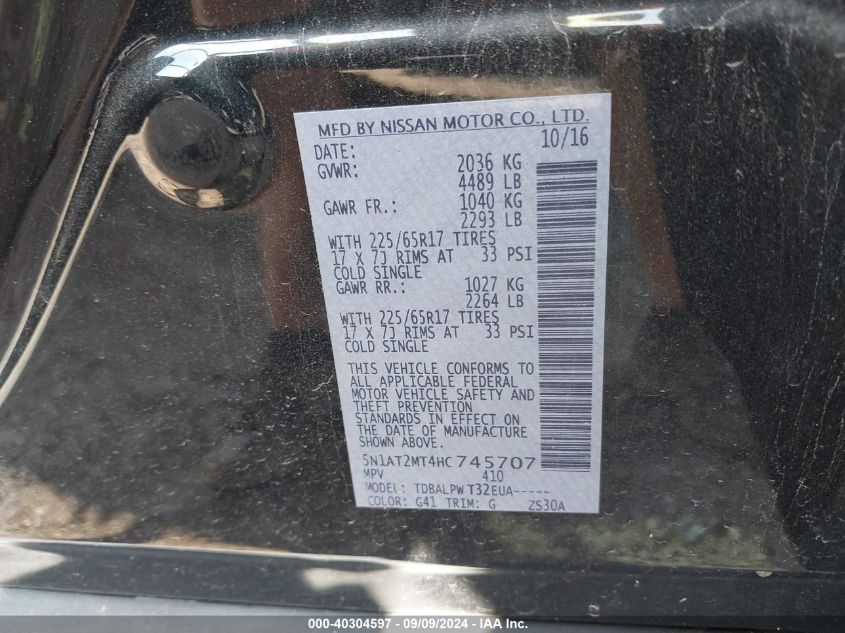 MFD BY NISSAN MOTOR CO., LTD.
DATE: 10/16
GVWR: 2036 KG
4489 LB
GAWR FR.: 1040 KG
2293 LB
WITH 225/65R17 TIRES
17 X 7J RIMS AT 33 PSI
COLD SINGLE
GAWR RR.: 1027 KG
2264 LB
WITH 225/65R17 TIRES
17 X 7J RIMS AT 33 PSI
COLD SINGLE
THIS VEHICLE CONFORMS TO
ALL APPLICABLE FEDERAL
MOTOR VEHICLE SAFETY AND
THEFT PREVENTION
STANDARDS IN EFFECT ON
THE DATE OF MANUFACTURE
SHOWN ABOVE.
5N1AT2MT4HC745707
MPV 410
MODEL: TDBALPWT32EUA-----
COLOR: G41 TRIM: G ZS30A
000-40304597 - 09/09/2024 - IAA Inc.